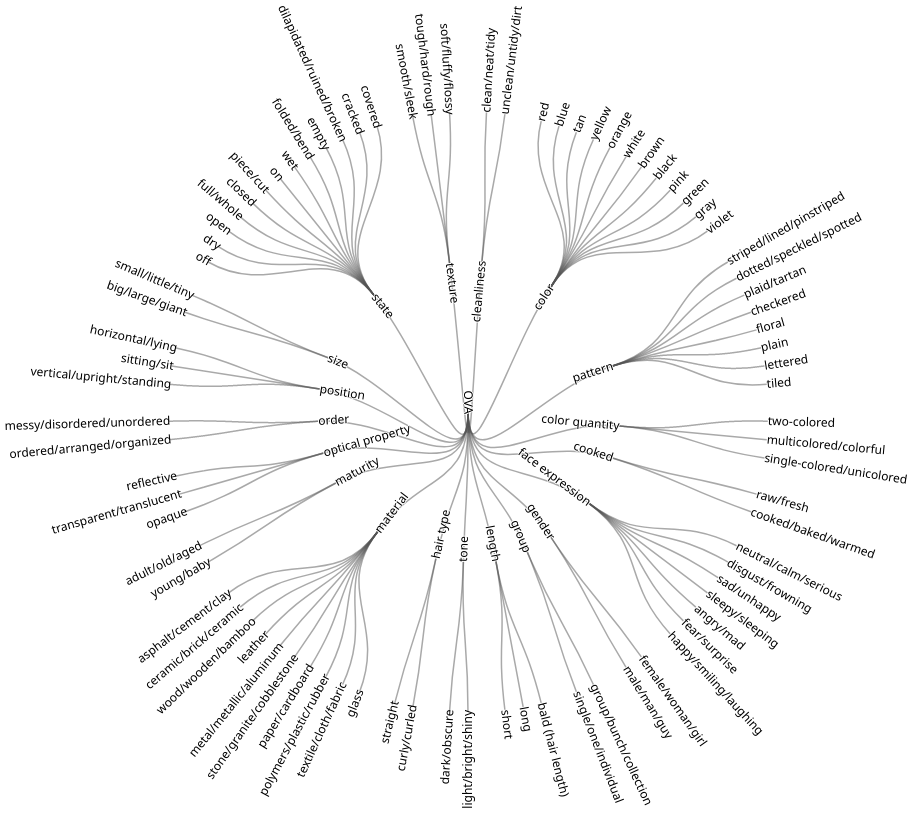 OVA
texture
smooth/sleek
tough/hard/rough
soft/fluffy/flossy
cleanliness
clean/neat/tidy
unclean/untidy/dirt
color
red
blue
tan
yellow
orange
white
brown
black
pink
green
gray
violet
pattern
striped/lined/pinstriped
dotted/speckled/spotted
plaid/tartan
checkered
floral
plain
lettered
tiled
color quantity
two-colored
multicolored/colorful
single-colored/unicolored
cooked
raw/fresh
cooked/baked/warmed
face expression
neutral/calm/serious
disgust/frowning
sad/unhappy
sleepy/sleeping
angry/mad
fear/surprise
happy/smiling/laughing
gender
female/woman/girl
male/man/guy
group
group/bunch/collection
single/one/individual
length
bald (hair length)
long
short
tone
light/bright/shiny
dark/obscure
hair-type
curly/curled
straight
material
glass
textile/cloth/fabric
polymers/plastic/rubber
paper/cardboard
stone/granite/cobblestone
metal/metallic/aluminum
leather
wood/wooden/bamboo
ceramic/brick/ceramic
asphalt/cement/clay
maturity
young/baby
adult/old/aged
optical property
opaque
transparent/translucent
reflective
order
ordered/arranged/organized
messy/disordered/unordered
position
vertical/upright/standing
sitting/sit
horizontal/lying
size
big/large/giant
small/little/tiny
state
off
dry
open
full/whole
closed
piece/cut
on
wet
folded/bend
empty
dilapidated/ruined/broken
cracked
covered